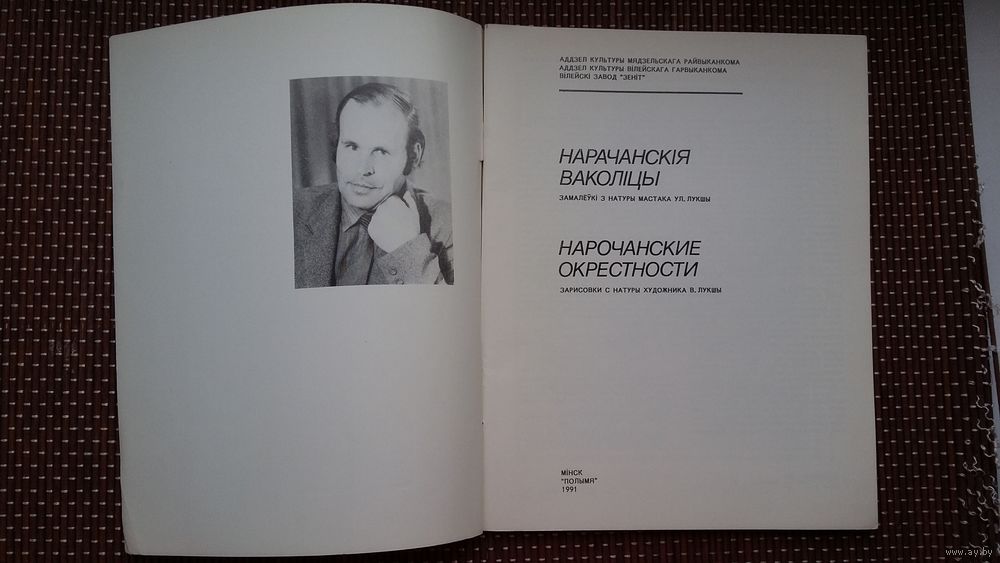 АДДЗЕЛ КУЛЬТУРЫ МЯДЗЕЛЬСКАГА РАЙВЫКАНКОМА
АДДЗЕЛ КУЛЬТУРЫ ВІЛЕЙСКАГА ГАРВЫКАНКОМА
ВІЛЕЙСКІ ЗАВОД "ЗЕНІТ"
НАРАЧАНСКІЯ
ВАКОЛІЦЫ
ЗАМАЛЕЎКІ З НАТУРЫ МАСТАКА УЛ. ЛУКШЫ
НАРОЧАНСКИЕ
ОКРЕСТНОСТИ
ЗАРИСОВКИ С НАТУРЫ ХУДОЖНИКА В. ЛУКШЫ
МІНСК
"ПОЛЫМЯ"
1991
www.ay.by